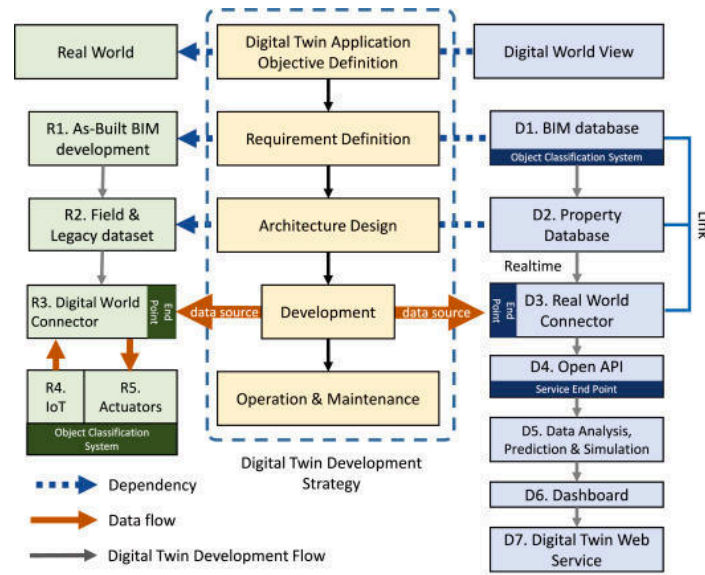 Real World
Digital Twin Application
Objective Definition
Digital World View
R1. As-Built BIM
development
Requirement Definition
D1. BIM database
Object Classification System
R2. Field &
Legacy dataset
Architecture Design
D2. Property
Database
Link
Realtime
R3. Digital World
Connector
End
Point
data source
Development
data source
End
Point
D3. Real World
Connector
R4.
IoT
R5.
Actuators
Object Classification
System
Operation & Maintenance
D4. Open API
Service End Point
D5. Data Analysis,
Prediction & Simulation
Digital Twin Development
Strategy
Dependency
D6. Dashboard
Data flow
Digital Twin Development Flow
D7. Digital Twin Web
Service